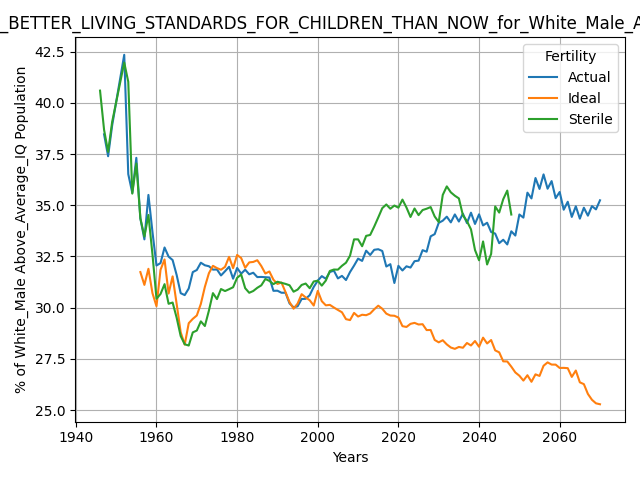 _BETTER_LIVING_STANDARDS_FOR_CHILDREN_THAN_NOW_for_White_Male_A
% of White_Male Above_Average_IQ Population
42.5
40.0
37.5
35.0
32.5
30.0
27.5
25.0
Fertility
Actual
Ideal
Sterile
1940
1960
1980
2000
2020
2040
2060
Years